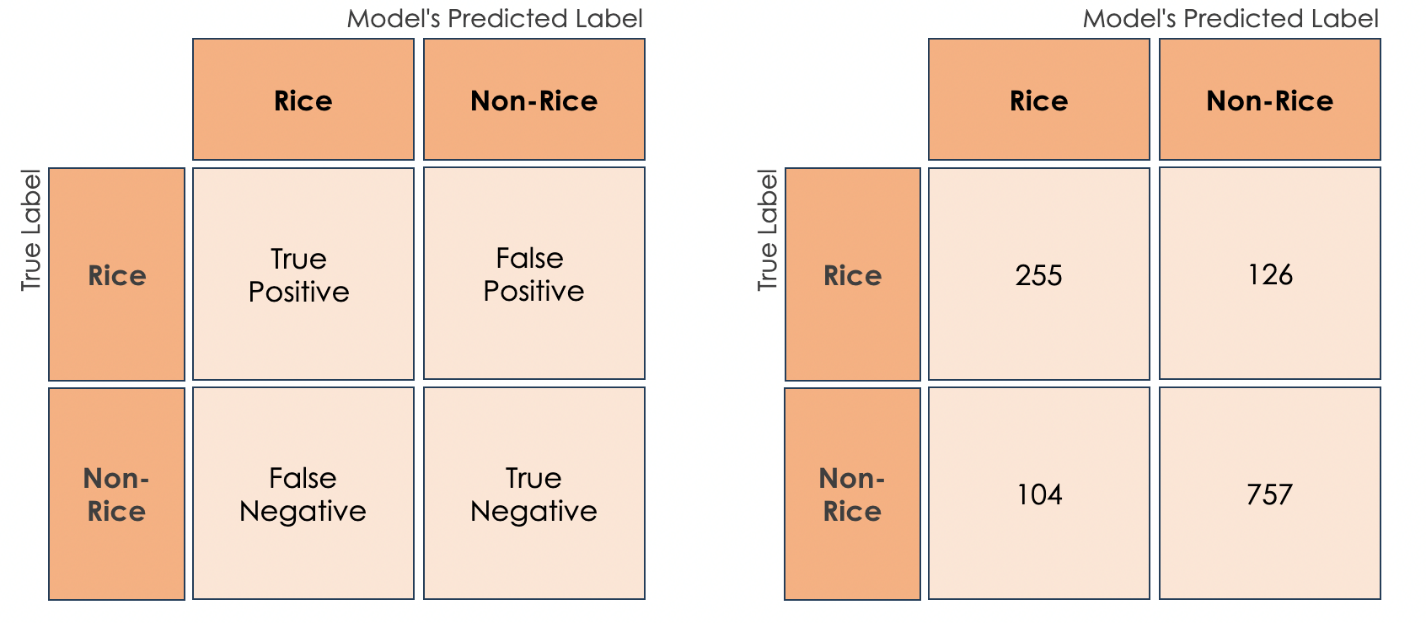 Model's Predicted Label
Rice
Non-Rice
True Label
Rice
True
Positive
False
Positive
Non-
Rice
False
Negative
True
Negative
Model's Predicted Label
Rice
Non-Rice
True Label
Rice
255
126
Non-
Rice
104
757